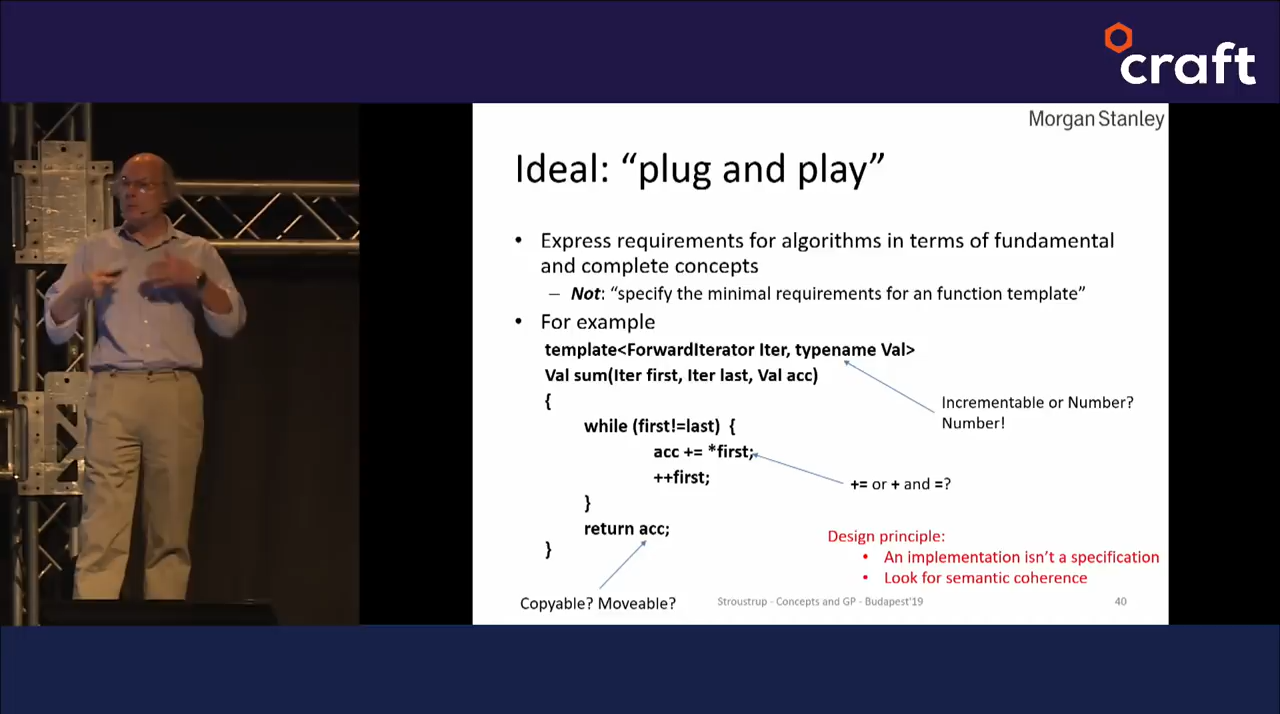 craft
Morgan Stanley
Ideal: “plug and play”
• Express requirements for algorithms in terms of fundamental
and complete concepts
– Not: “specify the minimal requirements for an function template”
• For example
template<ForwardIterator Iter, typename Val>
Val sum(Iter first, Iter last, Val acc)
{
while (first!=last) {
acc += *first;
++first;
}
return acc;
}
Incrementable or Number?
Number!
+= or + and =?
Copyable? Moveable?
Design principle:
• An implementation isn’t a specification
• Look for semantic coherence
Stroustrup - Concepts and GP - Budapest'19
40